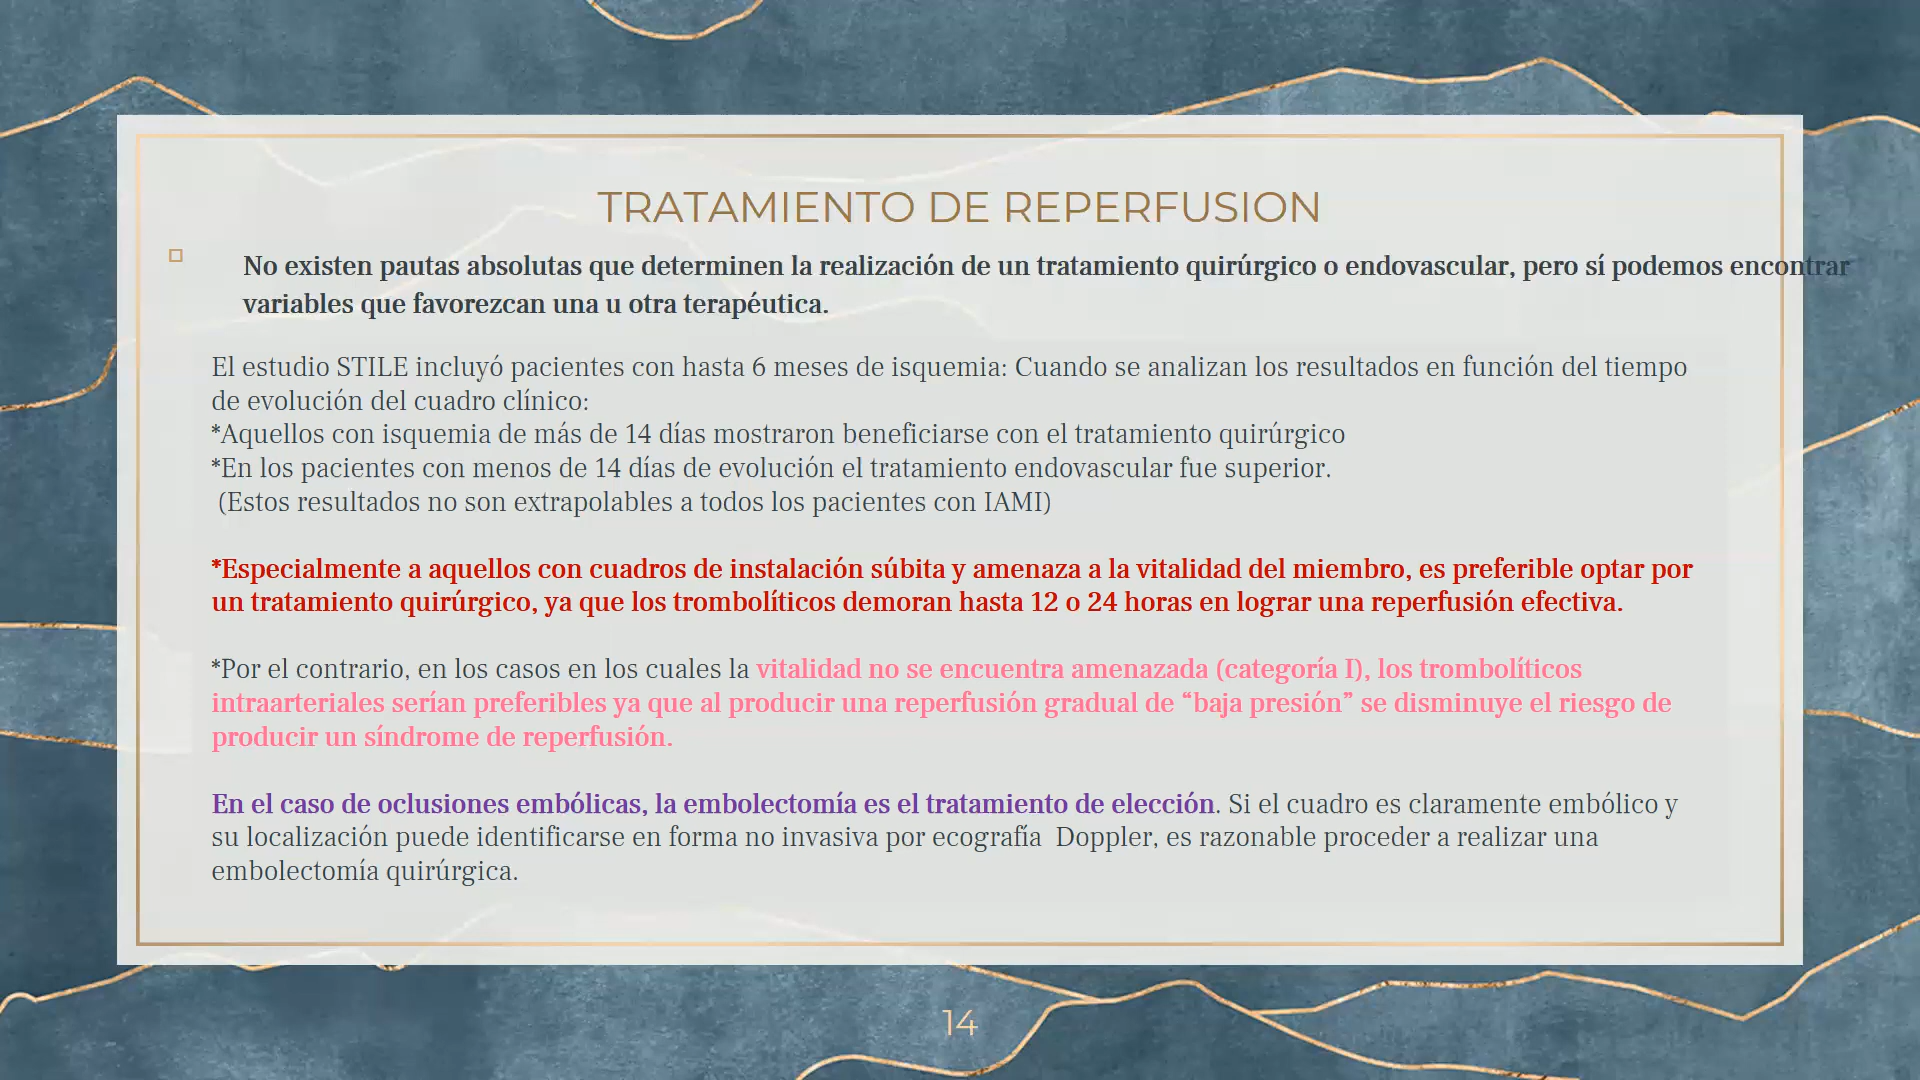 TRATAMIENTO DE REPERFUSION
No existen pautas absolutas que determinen la realización de un tratamiento quirúrgico o endovascular, pero sí podemos encontrar
variables que favorezcan una u otra terapéutica.
El estudio STILE incluyó pacientes con hasta 6 meses de isquemia: Cuando se analizan los resultados en función del tiempo
de evolución del cuadro clínico:
*Aquellos con isquemia de más de 14 días mostraron beneficiarse con el tratamiento quirúrgico
*En los pacientes con menos de 14 días de evolución el tratamiento endovascular fue superior.
(Estos resultados no son extrapolables a todos los pacientes con IAMI)
*Especialmente a aquellos con cuadros de instalación súbita y amenaza a la vitalidad del miembro, es preferible optar por
un tratamiento quirúrgico, ya que los trombolíticos demoran hasta 12 o 24 horas en lograr una reperfusión efectiva.
*Por el contrario, en los casos en los cuales la vitalidad no se encuentra amenazada (categoría I), los trombolíticos
intraarteriales serían preferibles ya que al producir una reperfusión gradual de “baja presión” se disminuye el riesgo de
producir un síndrome de reperfusión.
En el caso de oclusiones embólicas, la embolectomía es el tratamiento de elección. Si el cuadro es claramente embólico y
su localización puede identificarse en forma no invasiva por ecografía  Doppler, es razonable proceder a realizar una
embolectomía quirúrgica.
14